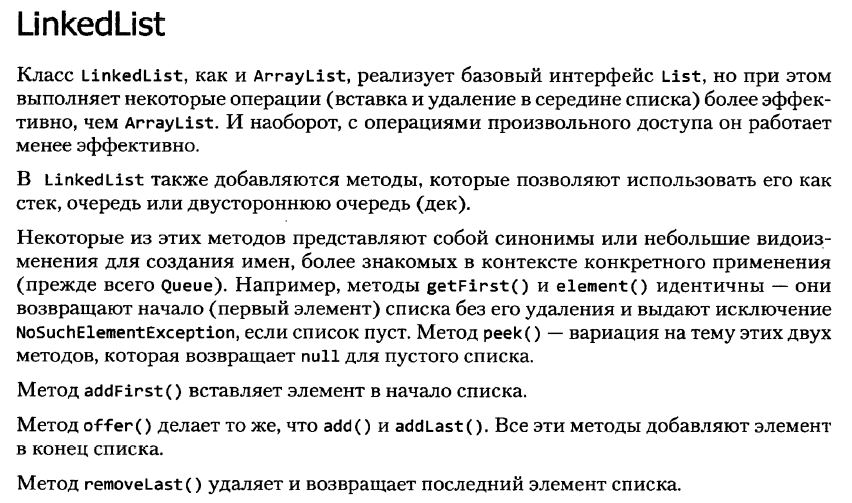 LinkedList
Класс LinkedList, как и ArrayList, реализует базовый интерфейс List, но при этом
выполняет некоторые операции (вставка и удаление в середине списка) более эффек-
тивно, чем ArrayList. И наоборот, с операциями произвольного доступа он работает
менее эффективно.
В LinkedList также добавляются методы, которые позволяют использовать его как
стек, очередь или двустороннюю очередь (дек).
Некоторые из этих методов представляют собой синонимы или небольшие видоиз-
менения для создания имен, более знакомых в контексте конкретного применения
(прежде всего Queue). Например, методы getFirst() и element() идентичны — они
возвращают начало (первый элемент) списка без его удаления и выдают исключение
NoSuchElementException, если список пуст. Метод peek() — вариация на тему этих двух
методов, которая возвращает null для пустого списка.
Метод addFirst() вставляет элемент в начало списка.
Метод offer() делает то же, что add() и addLast(). Все эти методы добавляют элемент
в конец списка.
Метод removeLast() удаляет и возвращает последний элемент списка.